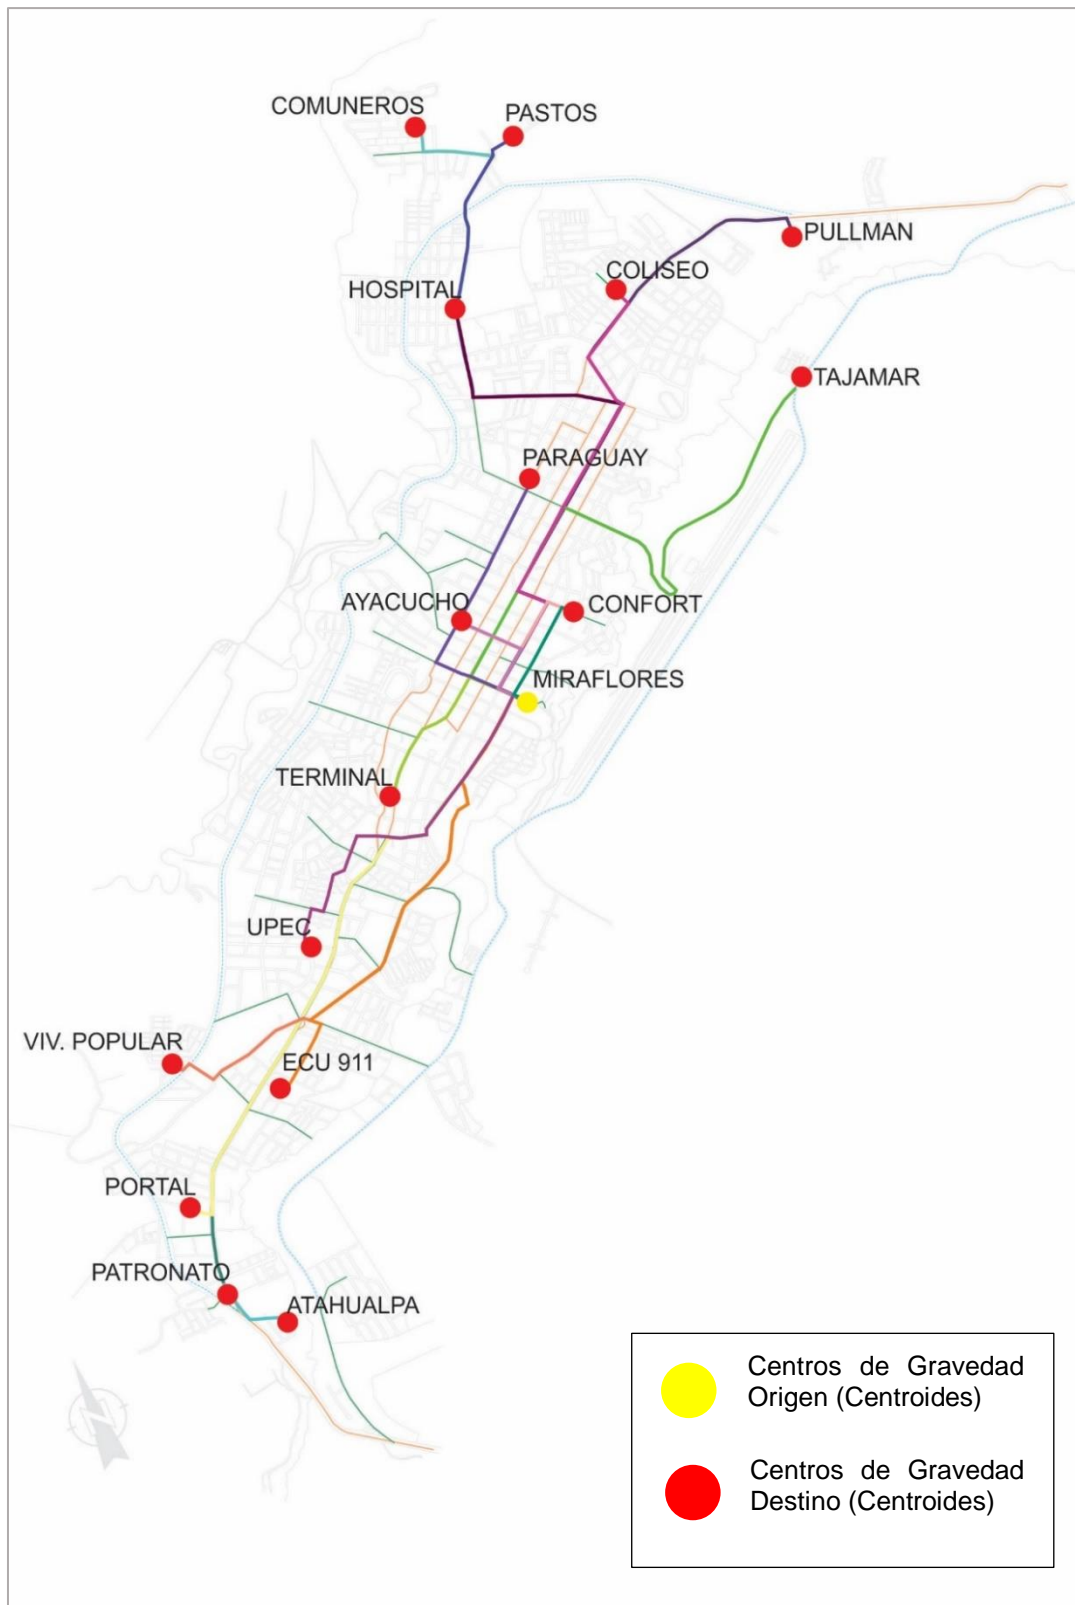 COMUNEROS
PASTOS
PULLMAN
COLISEO
HOSPITAL
TAJAMAR
PARAGUAY
AYACUCHO
CONFORT
MIRAFLORES
TERMINAL
UPEC
VIV. POPULAR
ECU 911
PORTAL
PATRONATO
ATAHUALPA
Centros de Gravedad
Origen (Centroides)
Centros de Gravedad
Destino (Centroides)